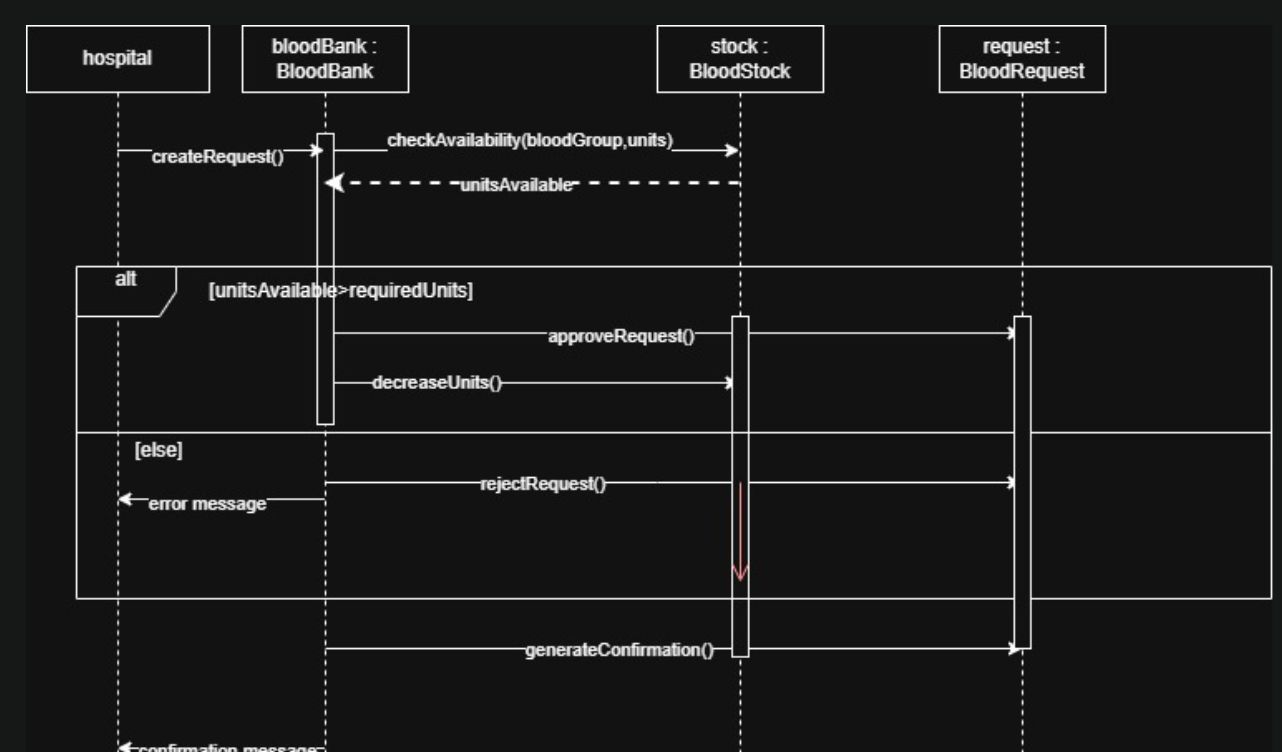 hospital
bloodBank :
BloodBank
stock :
BloodStock
request :
BloodRequest
createRequest()
checkAvailability(bloodGroup,units)
unitsAvailable
alt
[unitsAvailable>requiredUnits]
approveRequest()
decreaseUnits()
[else]
rejectRequest()
error message
generateConfirmation()
confirmation message